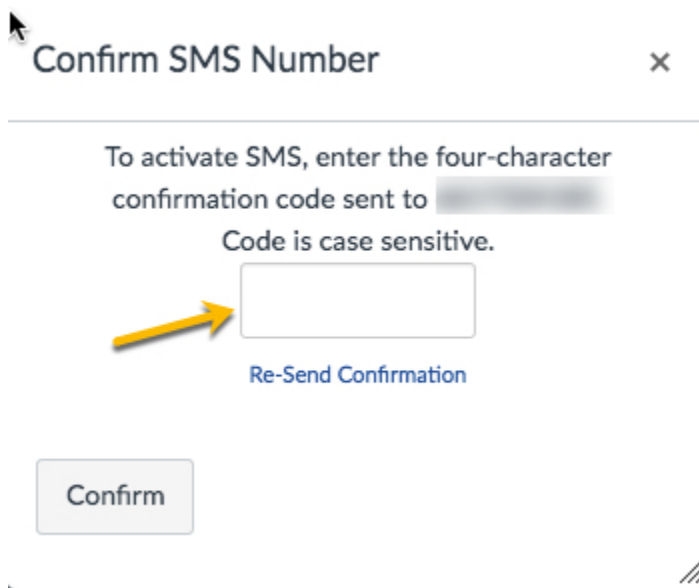 Confirm SMS Number
×
To activate SMS, enter the four-character
confirmation code sent to
Code is case sensitive.
Re-Send Confirmation
Confirm